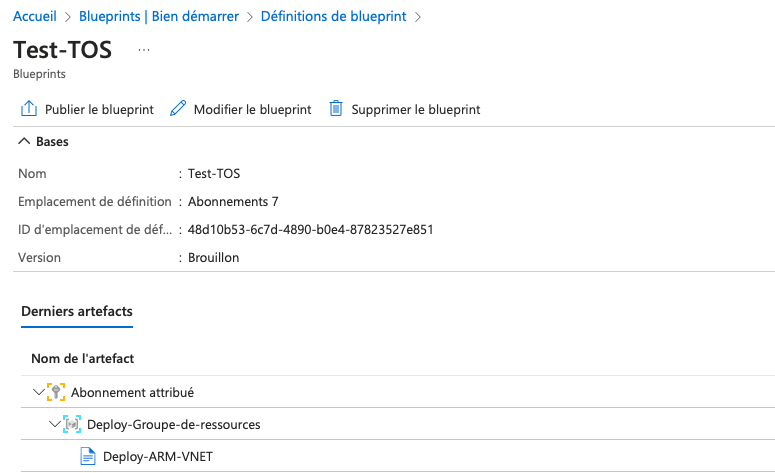 Accueil > Blueprints | Bien démarrer > Définitions de blueprint >
Test-TOS ...
Blueprints
Publier le blueprint Modifier le blueprint Supprimer le blueprint
Bases
Nom : Test-TOS
Emplacement de définition : Abonnements 7
ID d'emplacement de déf... : 48d10b53-6c7d-4890-b0e4-87823527e851
Version : Brouillon
Derniers artefacts
Nom de l'artefact
Abonnement attribué
Deploy-Groupe-de-ressources
Deploy-ARM-VNET